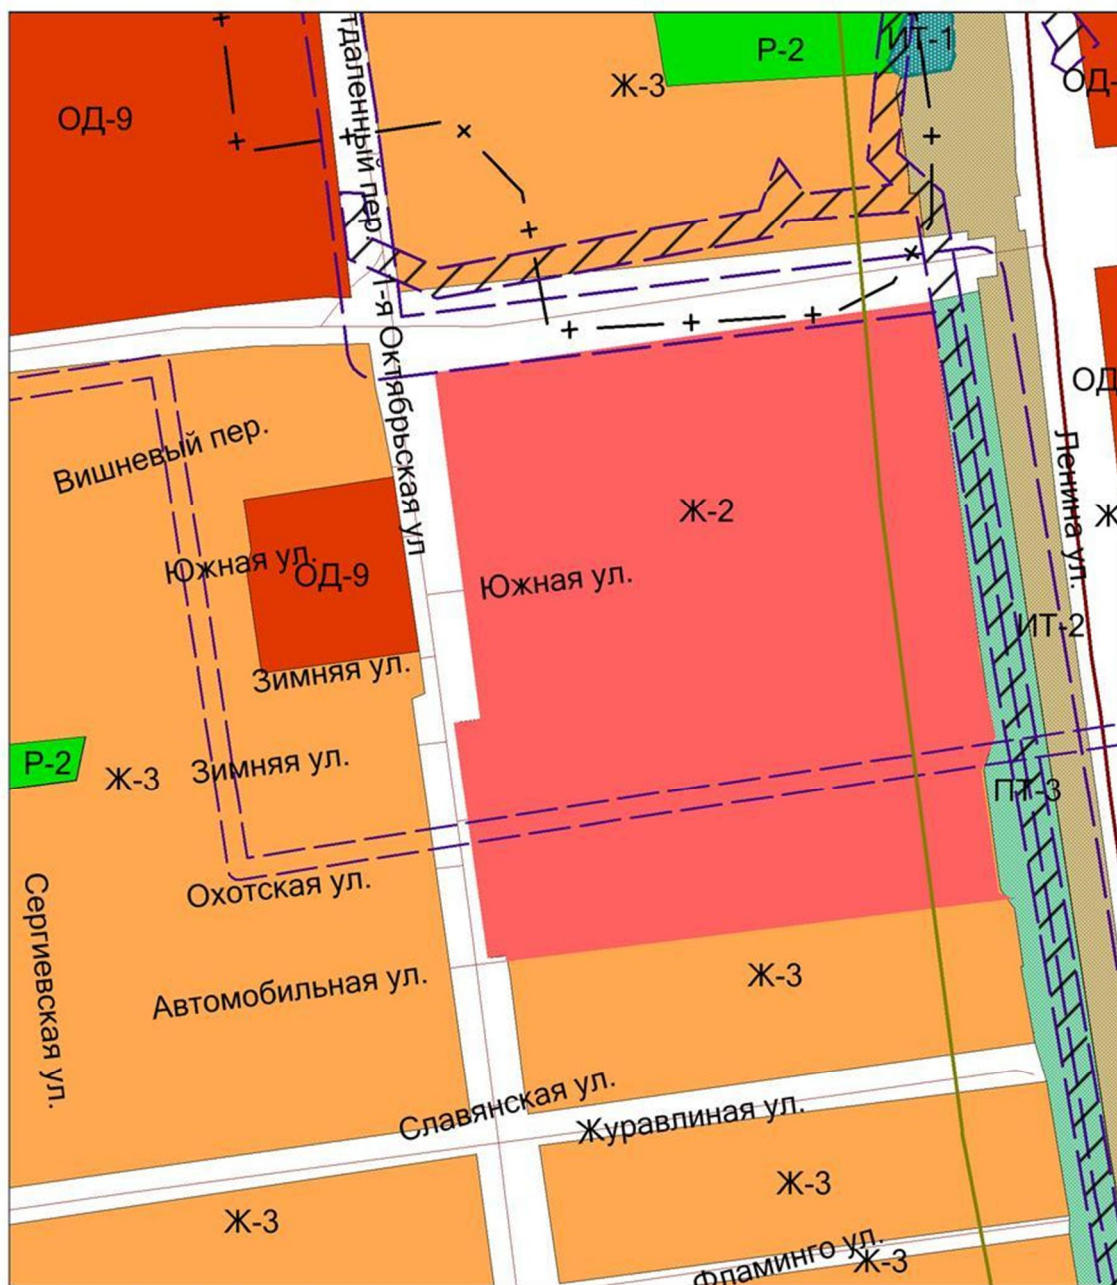 ИТ-1
Р-2
Ж-3
ОД-
ОД-9
тдаленный пер.
1-я Октябрьская ул
ОД
Вишневый пер.
Ленина ул.
Ж-2
Ж
Южная ул.
ОД-9
Южная ул.
ИТ-2
Зимняя ул.
Р-2
Ж-3
Зимняя ул.
ПТ-3
Охотская ул.
Сергиевская ул.
Автомобильная ул.
Ж-3
Славянская ул.
Журавлиная ул.
Ж-3
Ж-3
Фламинго ул.
Ж-3